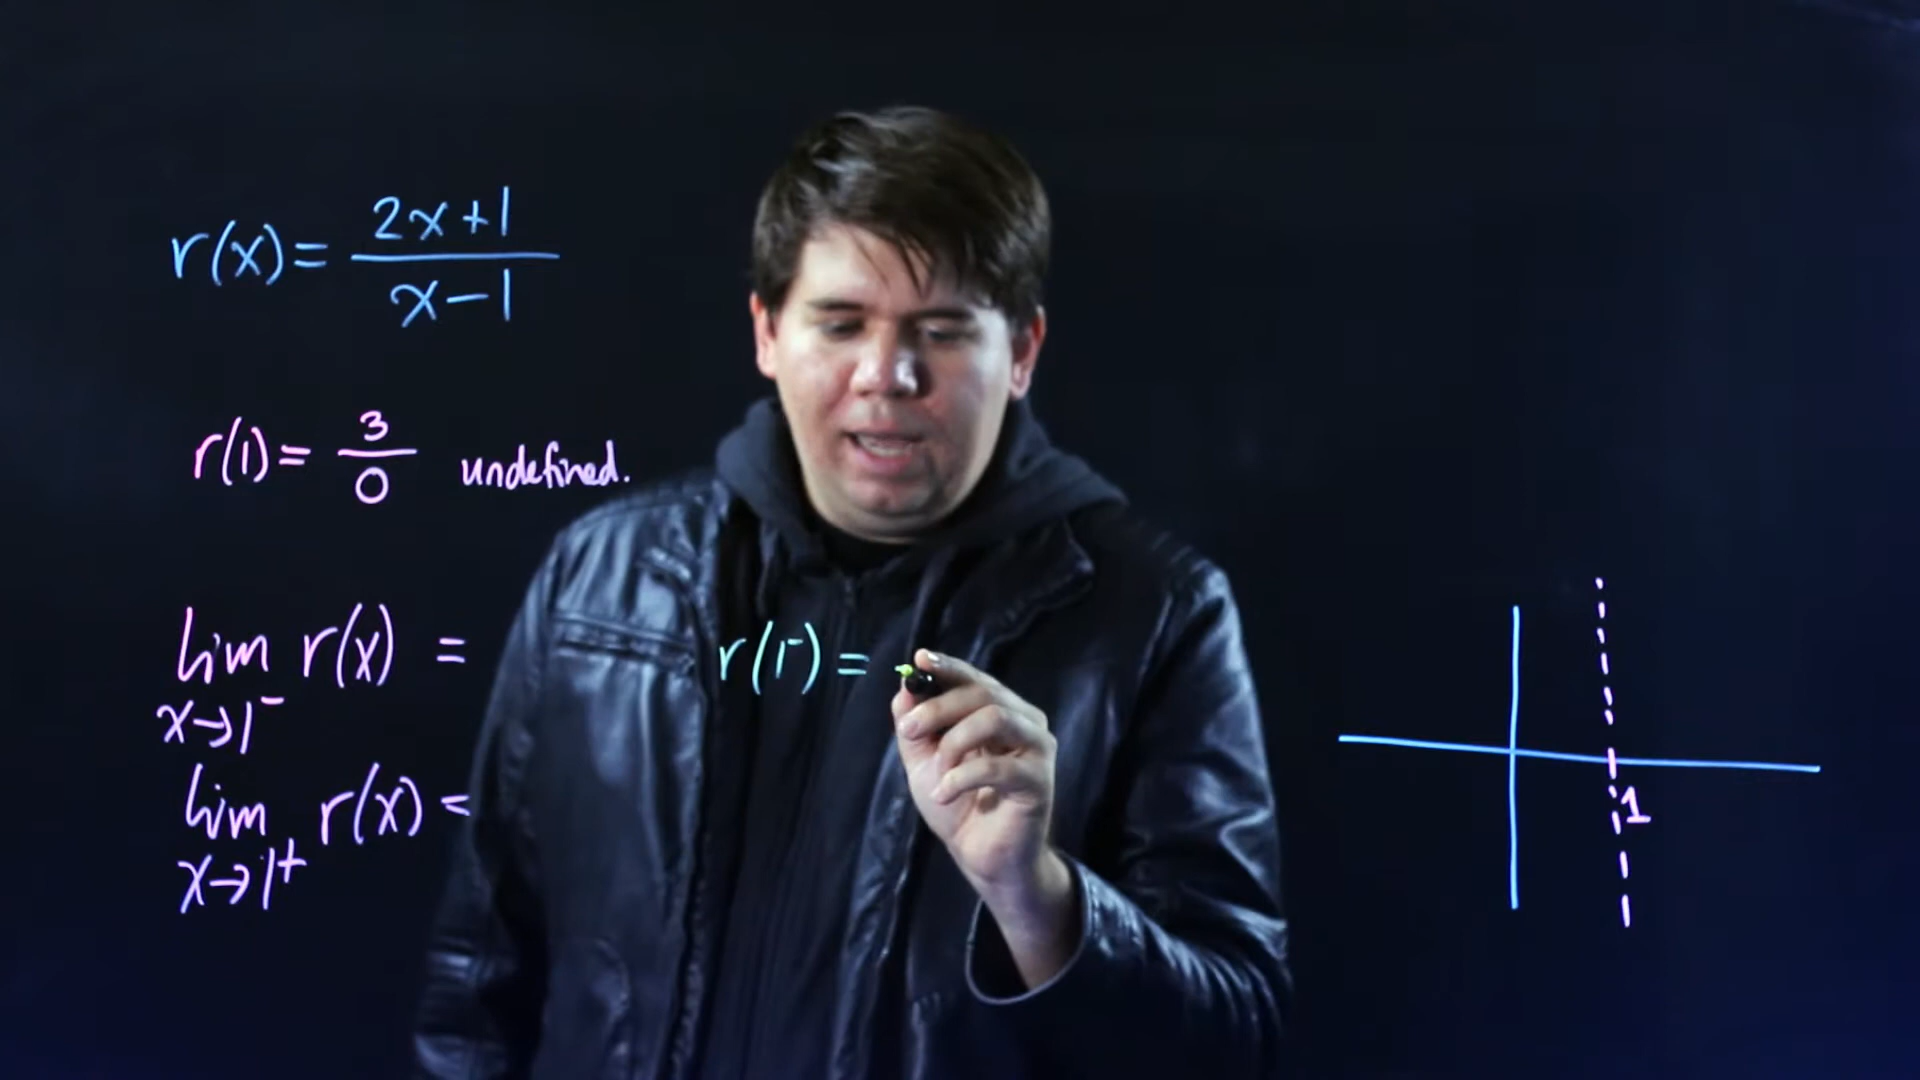 r(x) = 2x+1 / x-1
r(1) = 3/0 undefined.
lim x→1⁻ r(x) =
r(1⁻) =
lim x→1⁺ r(x) =
1